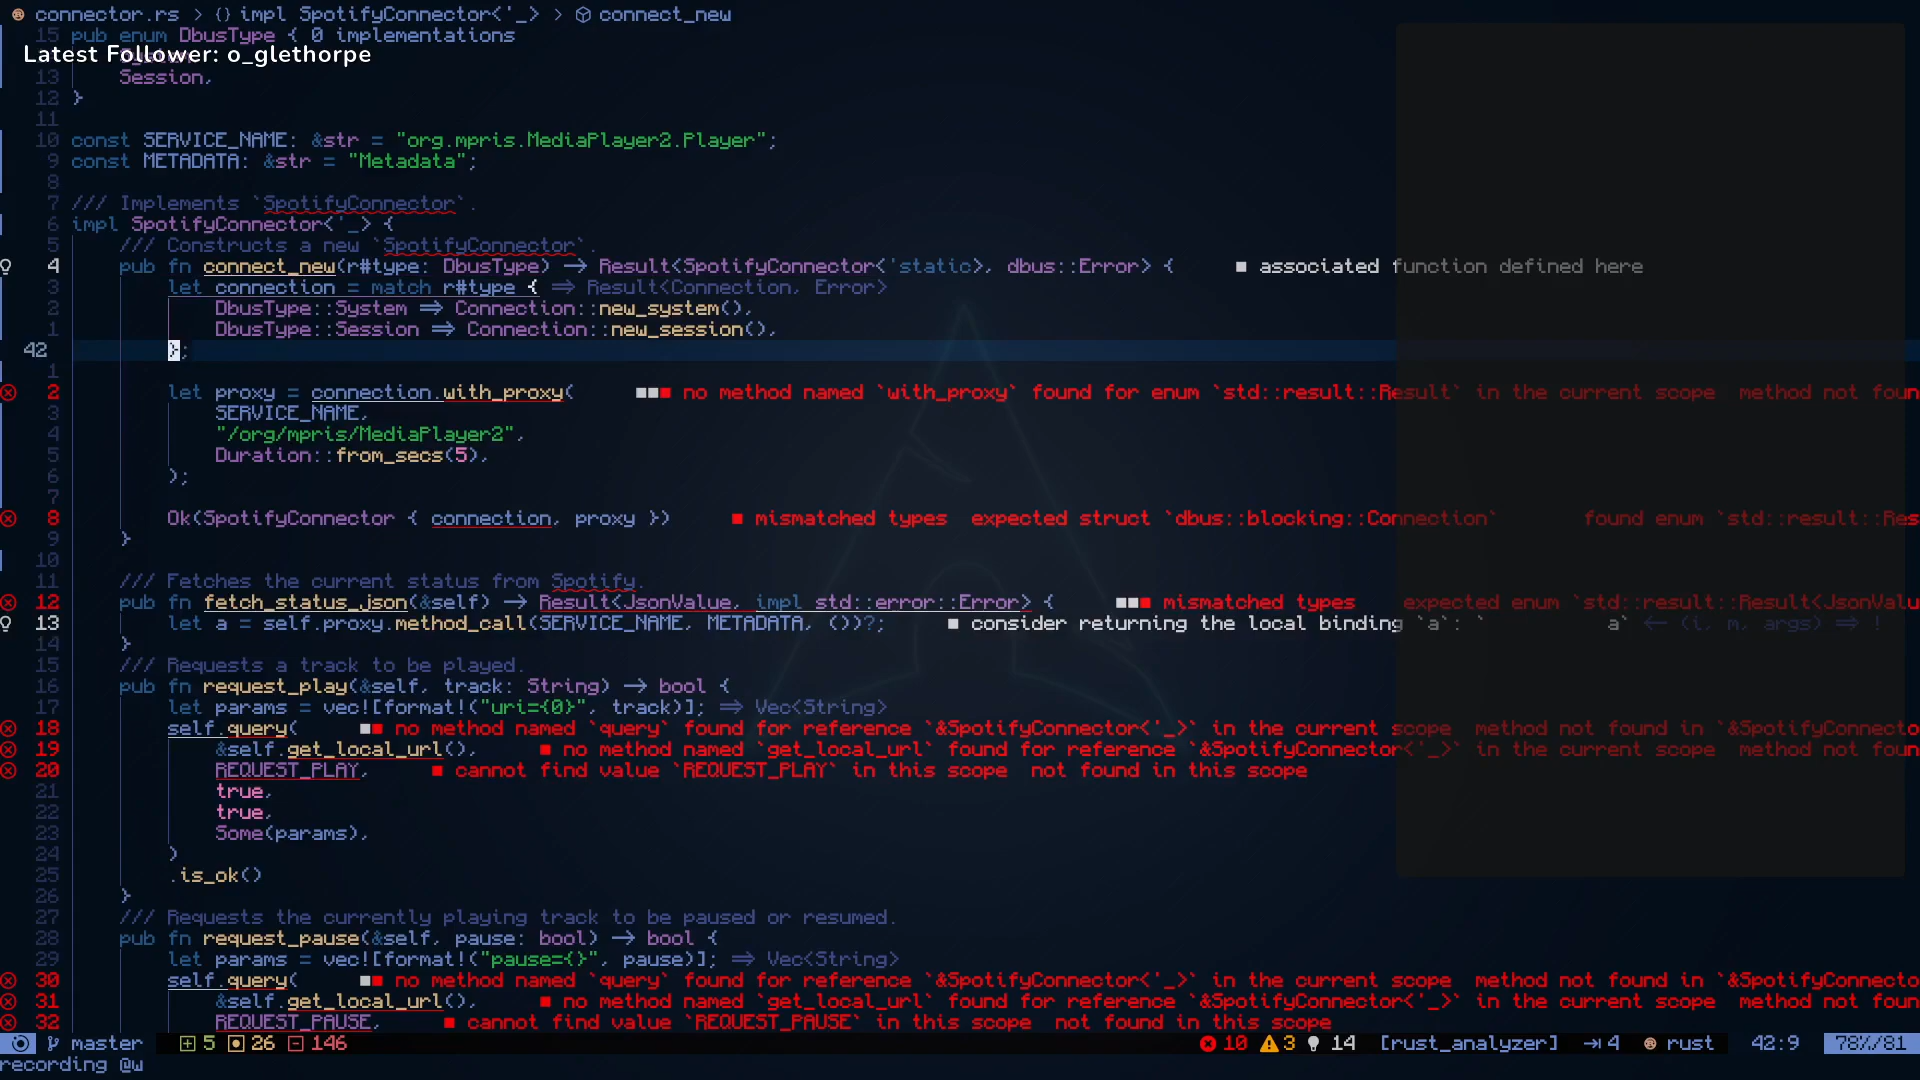 connector.rs > {} impl SpotifyConnector<'_> > connect_new
15 pub enum DbusType { 0 implementations
Latest Follower: o_glethorpe
13 Session,
12 }
11
10 const SERVICE_NAME: &str = "org.mpris.MediaPlayer2.Player";
9 const METADATA: &str = "Metadata";
8
7 /// Implements `SpotifyConnector`.
6 impl SpotifyConnector<'_> {
5 /// Constructs a new `SpotifyConnector`.
4 pub fn connect_new(r#type: DbusType) -> Result<SpotifyConnector<'static>, dbus::Error> { ■ associated function defined here
3 let connection = match r#type { => Result<Connection, Error>
2 DbusType::System => Connection::new_system(),
1 DbusType::Session => Connection::new_session(),
42 };
1
2 let proxy = connection.with_proxy( ■■■ no method named `with_proxy` found for enum `std::result::Result` in the current scope method not foun
3 SERVICE_NAME,
4 "/org/mpris/MediaPlayer2",
5 Duration::from_secs(5),
6 );
7
8 Ok(SpotifyConnector { connection, proxy }) ■ mismatched types expected struct `dbus::blocking::Connection` found enum `std::result::Res
9 }
10
11 /// Fetches the current status from Spotify.
12 pub fn fetch_status_json(&self) -> Result<JsonValue, impl std::error::Error> { ■■■ mismatched types expected enum `std::result::Result<JsonValu
13 let a = self.proxy.method_call(SERVICE_NAME, METADATA, ())?; ■ consider returning the local binding `a`: ` a` <- (i, m, args) => !
14 }
15 /// Requests a track to be played.
16 pub fn request_play(&self, track: String) -> bool {
17 let params = vec![format!("uri={0}", track)]; => Vec<String>
18 self.query( ■■ no method named `query` found for reference `&SpotifyConnector<'_>` in the current scope method not found in `&SpotifyConnecto
19 &self.get_local_url(), ■ no method named `get_local_url` found for reference `&SpotifyConnector<'_>` in the current scope method not foun
20 REQUEST_PLAY, ■ cannot find value `REQUEST_PLAY` in this scope not found in this scope
21 true,
22 true,
23 Some(params),
24 )
25 .is_ok()
26 }
27 /// Requests the currently playing track to be paused or resumed.
28 pub fn request_pause(&self, pause: bool) -> bool {
29 let params = vec![format!("pause={}", pause)]; => Vec<String>
30 self.query( ■■ no method named `query` found for reference `&SpotifyConnector<'_>` in the current scope method not found in `&SpotifyConnecto
31 &self.get_local_url(), ■ no method named `get_local_url` found for reference `&SpotifyConnector<'_>` in the current scope method not foun
32 REQUEST_PAUSE, ■ cannot find value `REQUEST_PAUSE` in this scope not found in this scope
master 5 26 146 10 3 14 [rust_analyzer] 4 rust 42:9 78%/81
recording @w